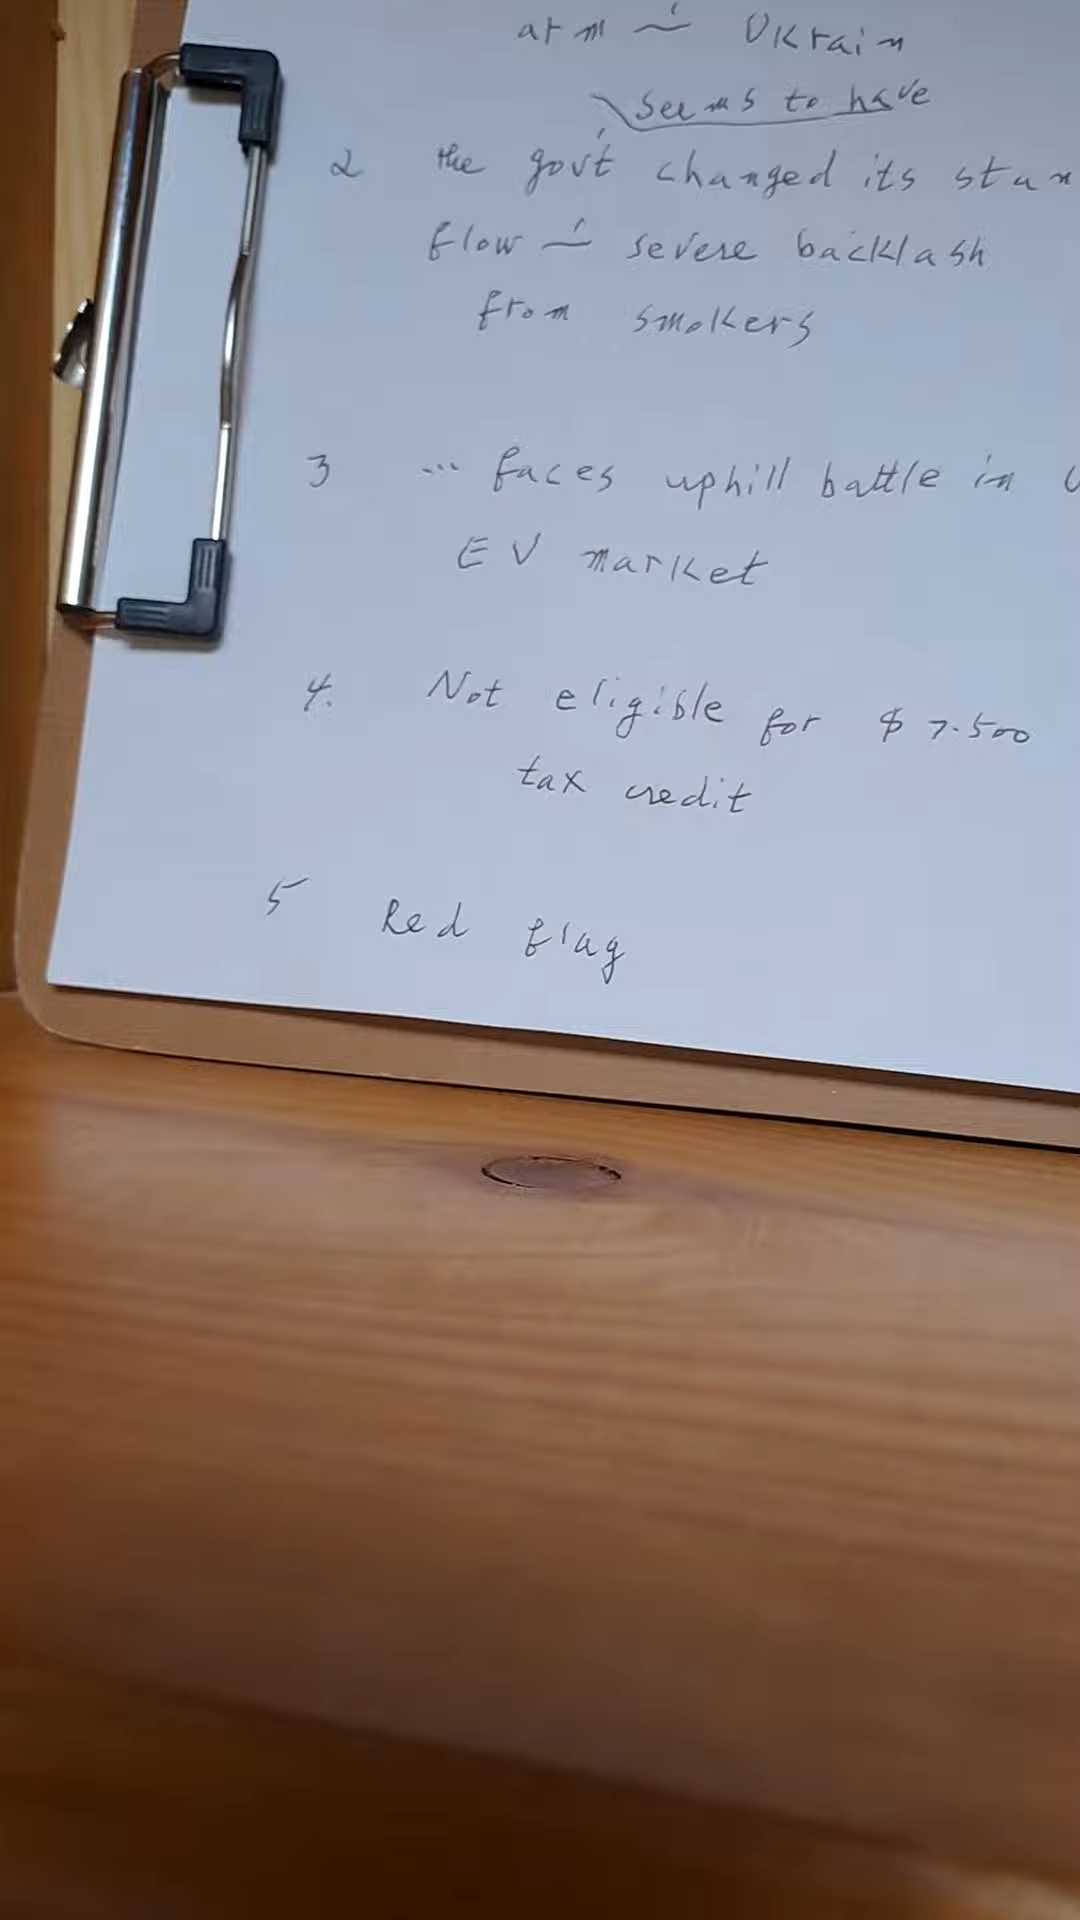 arm ∸ Ukrain
seems to have
2 the gov't changed its stan
flow ∸ severe backlash
from smokers
3 ... faces uphill battle in U
EV market
4. Not eligible for $ 7.500
tax credit
5 Red flag